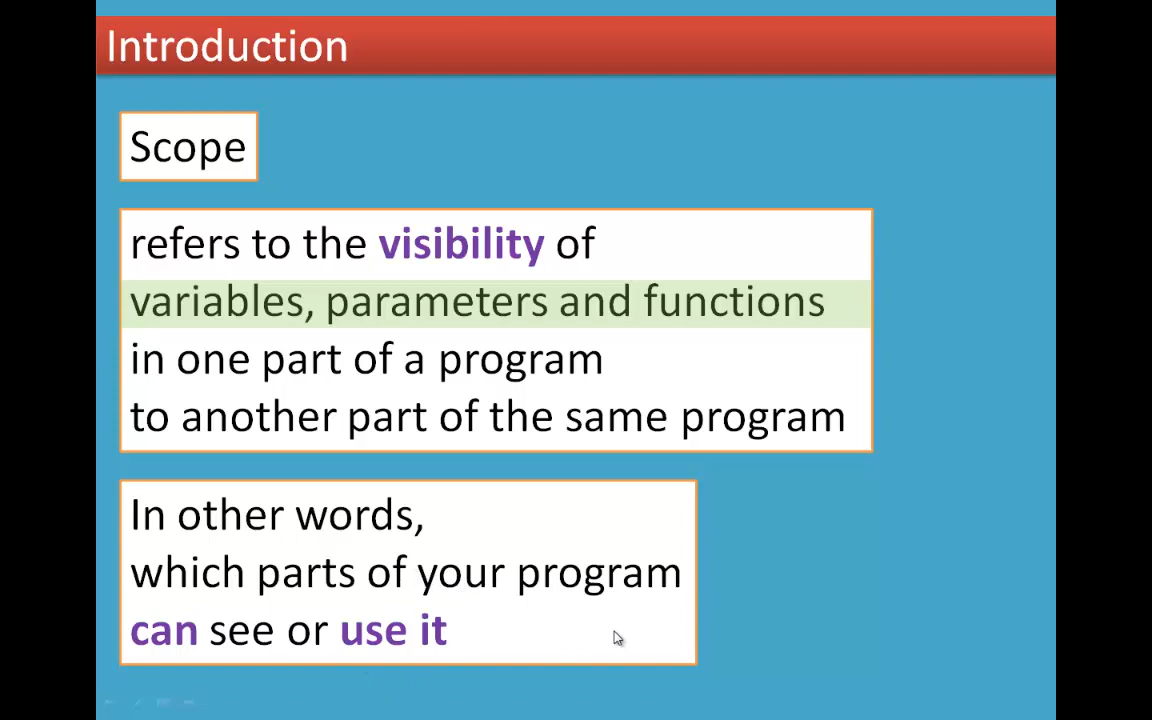 Introduction
Scope
refers to the visibility of
variables, parameters and functions
in one part of a program
to another part of the same program
In other words,
which parts of your program
can see or use it